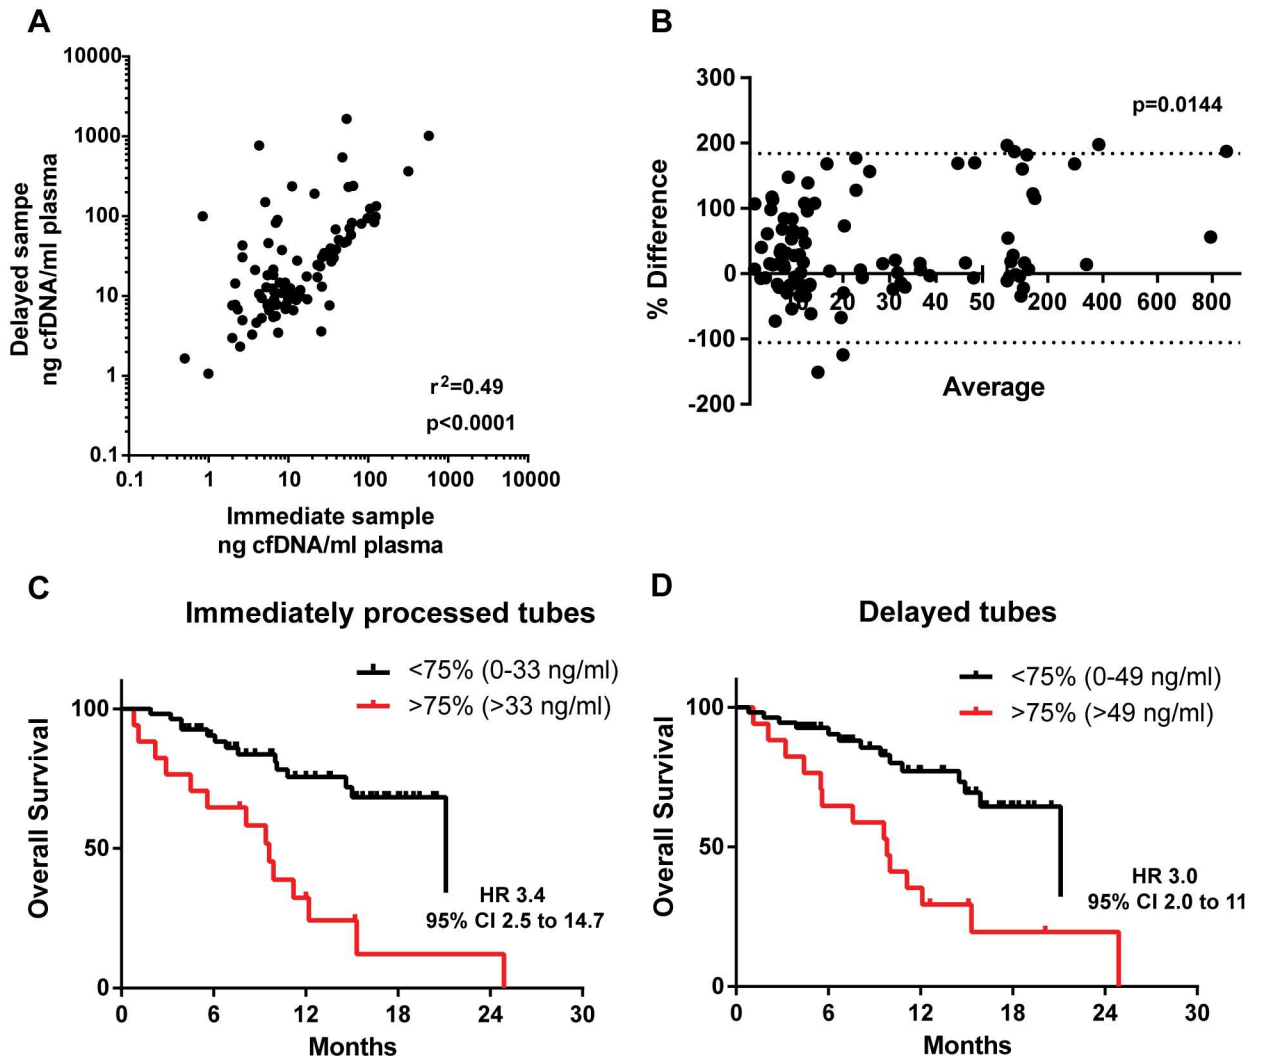 A
10000
1000
100
10
1
0.1
Delayed sampe
ng cfDNA/ml plasma
r2=0.49
p<0.0001
0.1 1 10 100 1000 10000
Immediate sample
ng cfDNA/ml plasma
B
300
200
100
0
-100
-200
% Difference
p=0.0144
20 30 40 50 200 400 600 800
Average
C
Immediately processed tubes
<75% (0-33 ng/ml)
>75% (>33 ng/ml)
100
50
0
Overall Survival
HR 3.4
95% CI 2.5 to 14.7
0 6 12 18 24 30
Months
D
Delayed tubes
<75% (0-49 ng/ml)
>75% (>49 ng/ml)
100
50
0
Overall Survival
HR 3.0
95% CI 2.0 to 11
0 6 12 18 24 30
Months